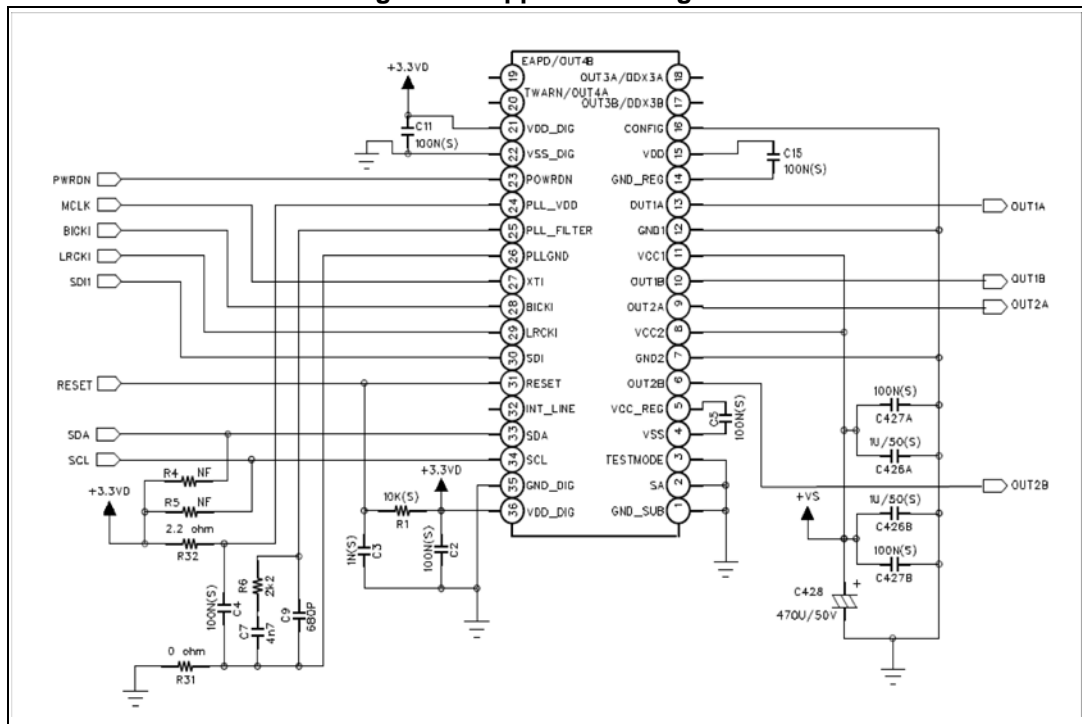 +3.3VD
C11
100N(S)
PWRDN
MCLK
BICKI
LRCKI
SDI1
RESET
SDA
SCL
R4 NF
R5 NF
+3.3VD
2.2 ohm
R32
100N(S)
C4
R6
2k2
C7
4n7
C9
680P
0 ohm
R31
10K(S)
R1
+3.3VD
1N(S)
C3
100N(S)
C2
EAPD/OUT4B
19
TWARN/OUT4A
20
21 VDD_DIG
22 VSS_DIG
23 POWRDN
24 PLL_VDD
25 PLL_FILTER
26 PLLGND
27 XTI
28 BICKI
29 LRCKI
30 SDI
31 RESET
32 INT_LINE
33 SDA
34 SCL
35 GND_DIG
36 VDD_DIG
OUT3A/DDX3A 18
OUT3B/DDX3B 17
CONFIG 16
VDD 15
GND_REG 14
OUT1A 13
GND1 12
VCC1 11
OUT1B 10
OUT2A 9
VCC2 8
GND2 7
OUT2B 6
VCC_REG 5
VSS 4
TESTMODE 3
SA 2
GND_SUB 1
C15
100N(S)
C5
100N(S)
OUT1A
OUT1B
OUT2A
OUT2B
100N(S)
C427A
1U/50(S)
C426A
+VS
1U/50(S)
C426B
100N(S)
C427B
C428
+
470U/50V